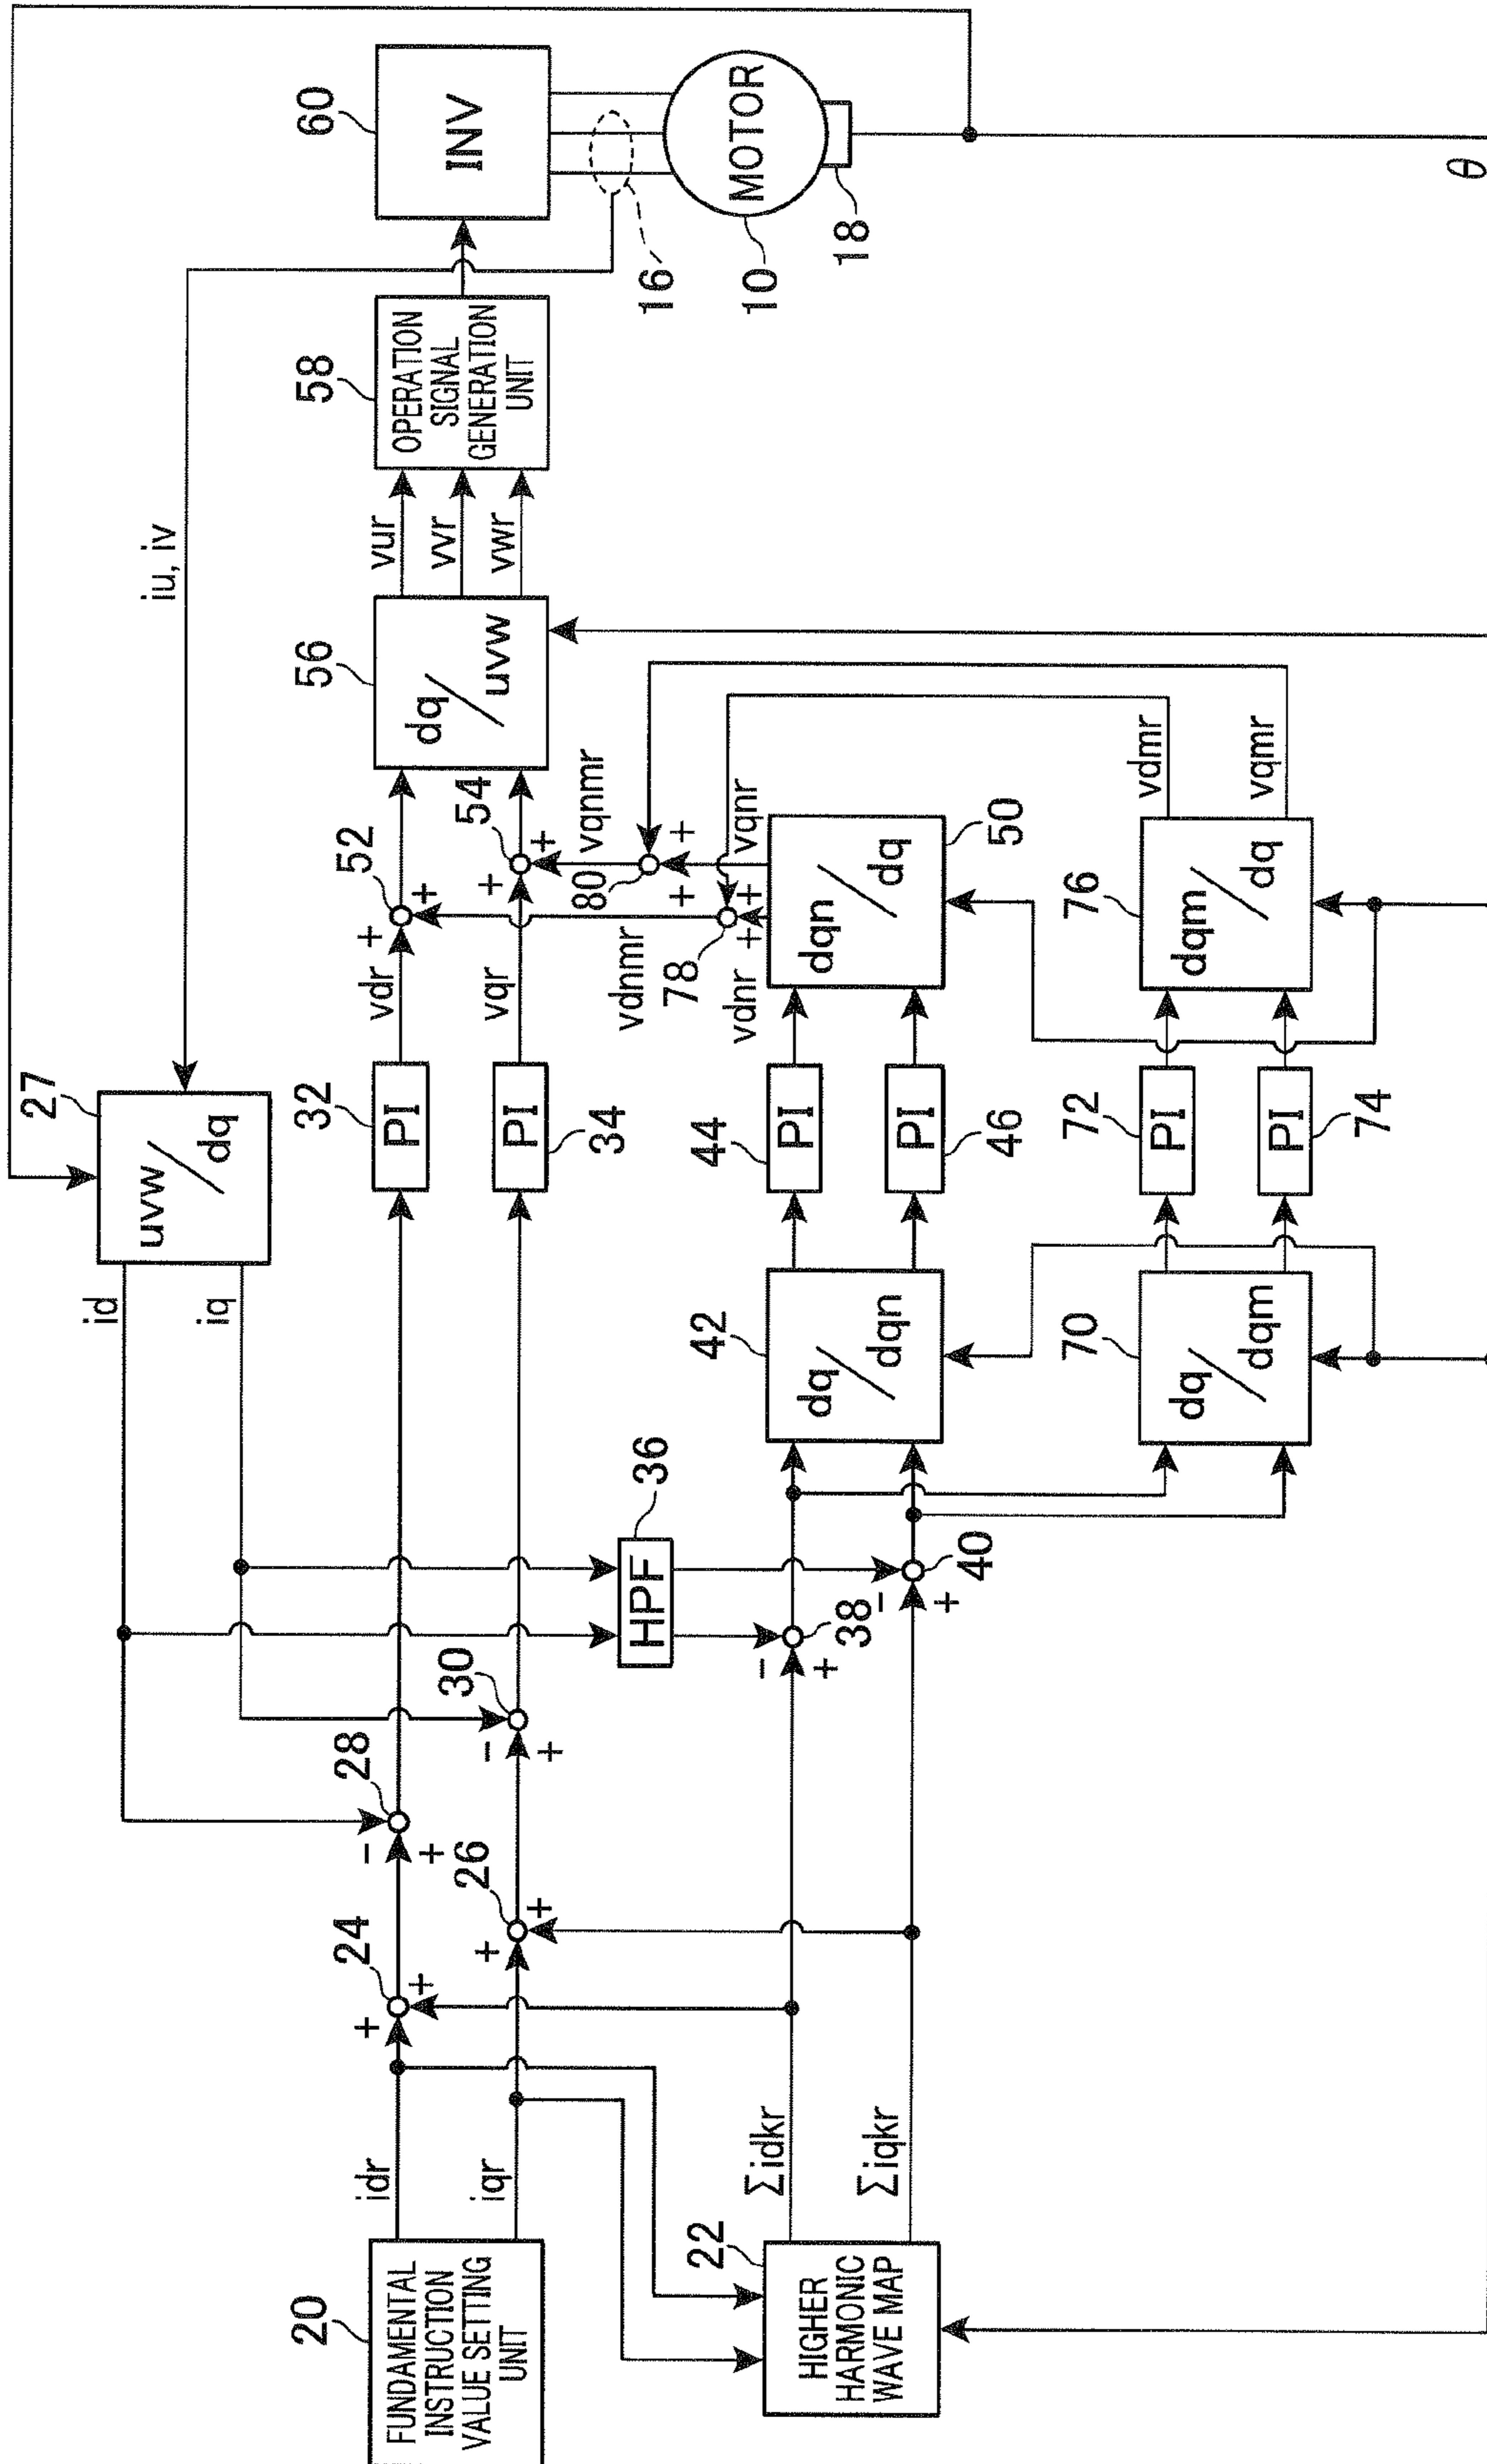 20
FUNDAMENTAL
INSTRUCTION
VALUE SETTING
UNIT
idr
iqr
22
HIGHER
HARMONIC
WAVE MAP
Σidkr
Σiqkr
24
+
+
26
+
+
28
−
+
30
−
+
id
iq
27
uvw/dq
iu, iv
36
HPF
38
−
+
40
−
+
32
PI
34
PI
vdr
vqr
42
dq/dqn
44
PI
46
PI
70
dq/dqm
72
PI
74
PI
50
dqn/dq
76
dqm/dq
vdnr
vqnr
vdmr
vqmr
78
+
+
80
+
+
vdnmr
vqnmr
52
+
+
54
+
+
56
dq/uvw
vur
vvr
vwr
58
OPERATION
SIGNAL
GENERATION
UNIT
60
INV
16
MOTOR
10
18
θ